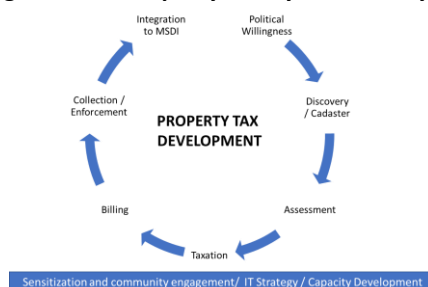 Integration
to MSDI
Political
Willingness
Discovery
/ Cadaster
Assessment
Taxation
Billing
Collection /
Enforcement
PROPERTY TAX
DEVELOPMENT
Sensitization and community engagement/ IT Strategy / Capacity Development